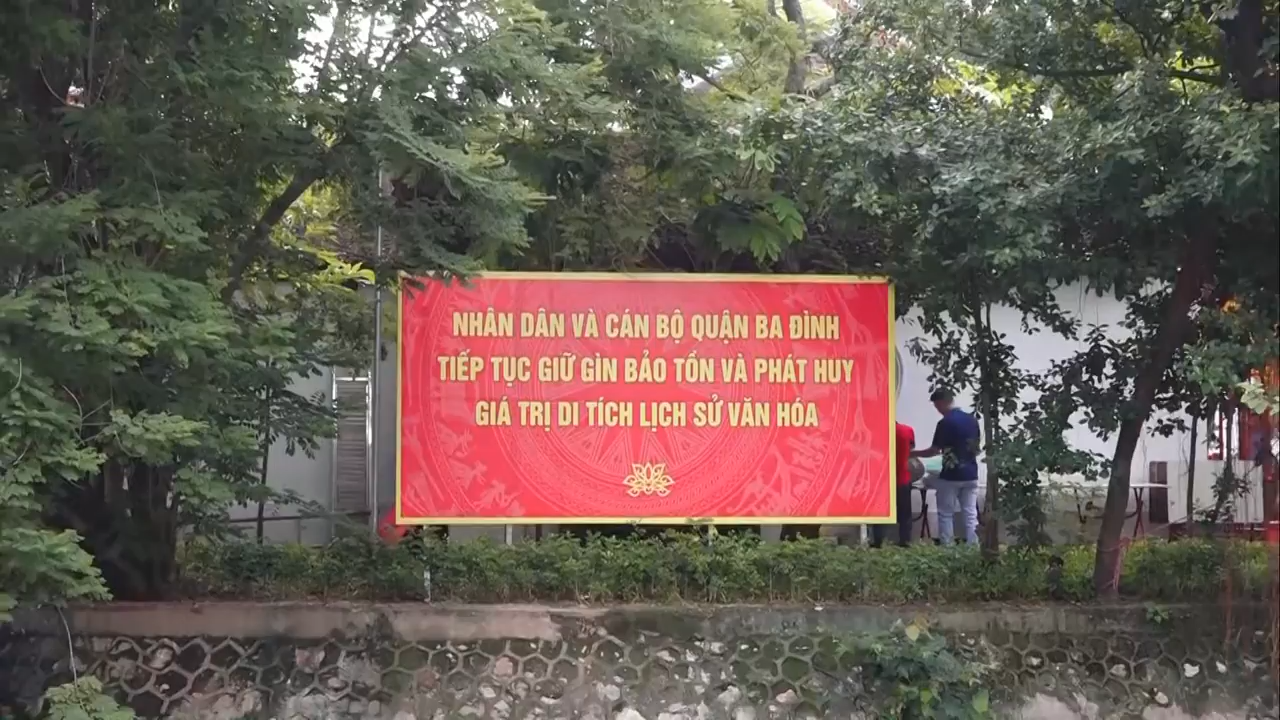 NHÂN DÂN VÀ CÁN BỘ QUẬN BA ĐÌNH
TIẾP TỤC GIỮ GÌN BẢO TỒN VÀ PHÁT HUY
GIÁ TRỊ DI TÍCH LỊCH SỬ VĂN HÓA